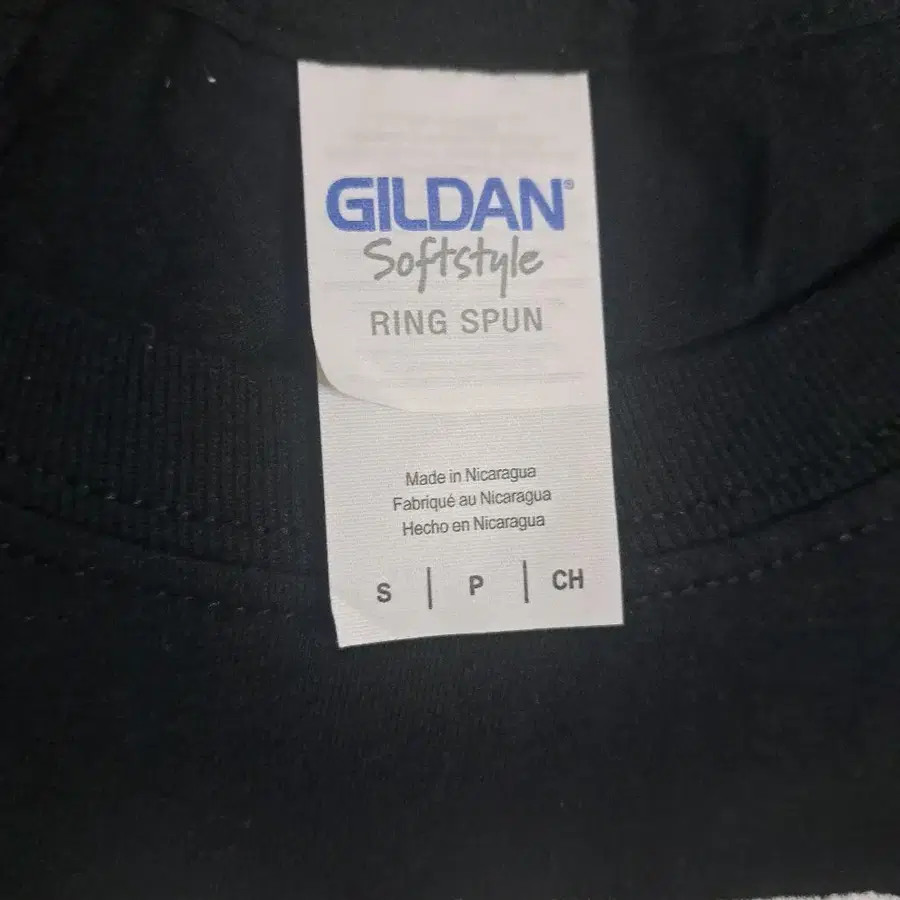 GILDAN®
Softstyle
RING SPUN
Made in Nicaragua
Fabriqué au Nicaragua
Hecho en Nicaragua
S | P | CH